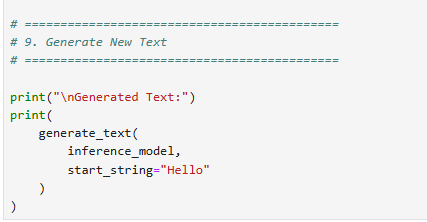 # ==========================================
# 9. Generate New Text
# ==========================================
print("\nGenerated Text:")
print(
    generate_text(
        inference_model,
        start_string="Hello"
    )
)